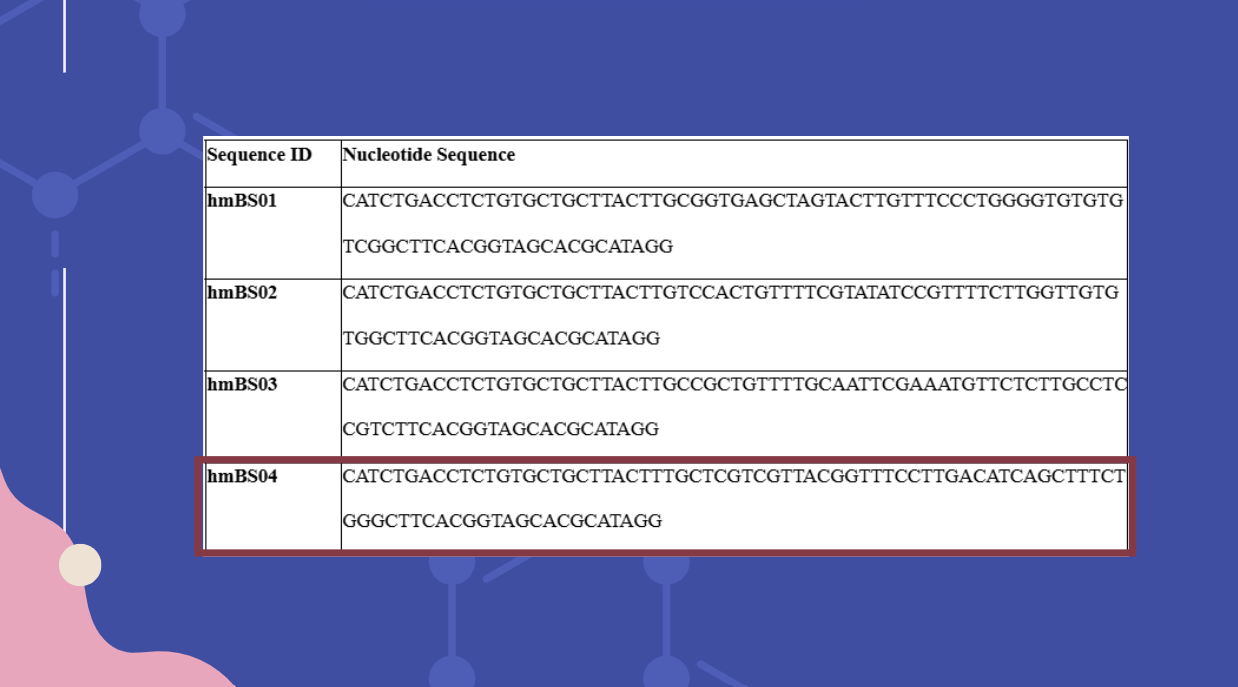 Sequence ID Nucleotide Sequence
hmBS01 CATCTGACCTCTGTGCTGCTTACTTGCGGTGAGCTAGTACTTGTTTCCCTGGGGTGTGTG
TCGGCTTCACGGTAGCACGCATAGG
hmBS02 CATCTGACCTCTGTGCTGCTTACTTGTCCACTGTTTTCGTATATCCGTTTTCTTGGTTGTG
TGGCTTCACGGTAGCACGCATAGG
hmBS03 CATCTGACCTCTGTGCTGCTTACTTGCCGCTGTTTTGCAATTCGAAATGTTCTCTTGCCTC
CGTCTTCACGGTAGCACGCATAGG
hmBS04 CATCTGACCTCTGTGCTGCTTACTTTGCTCGTCGTTACGGTTTCCTTGACATCAGCTTTCT
GGGCTTCACGGTAGCACGCATAGG